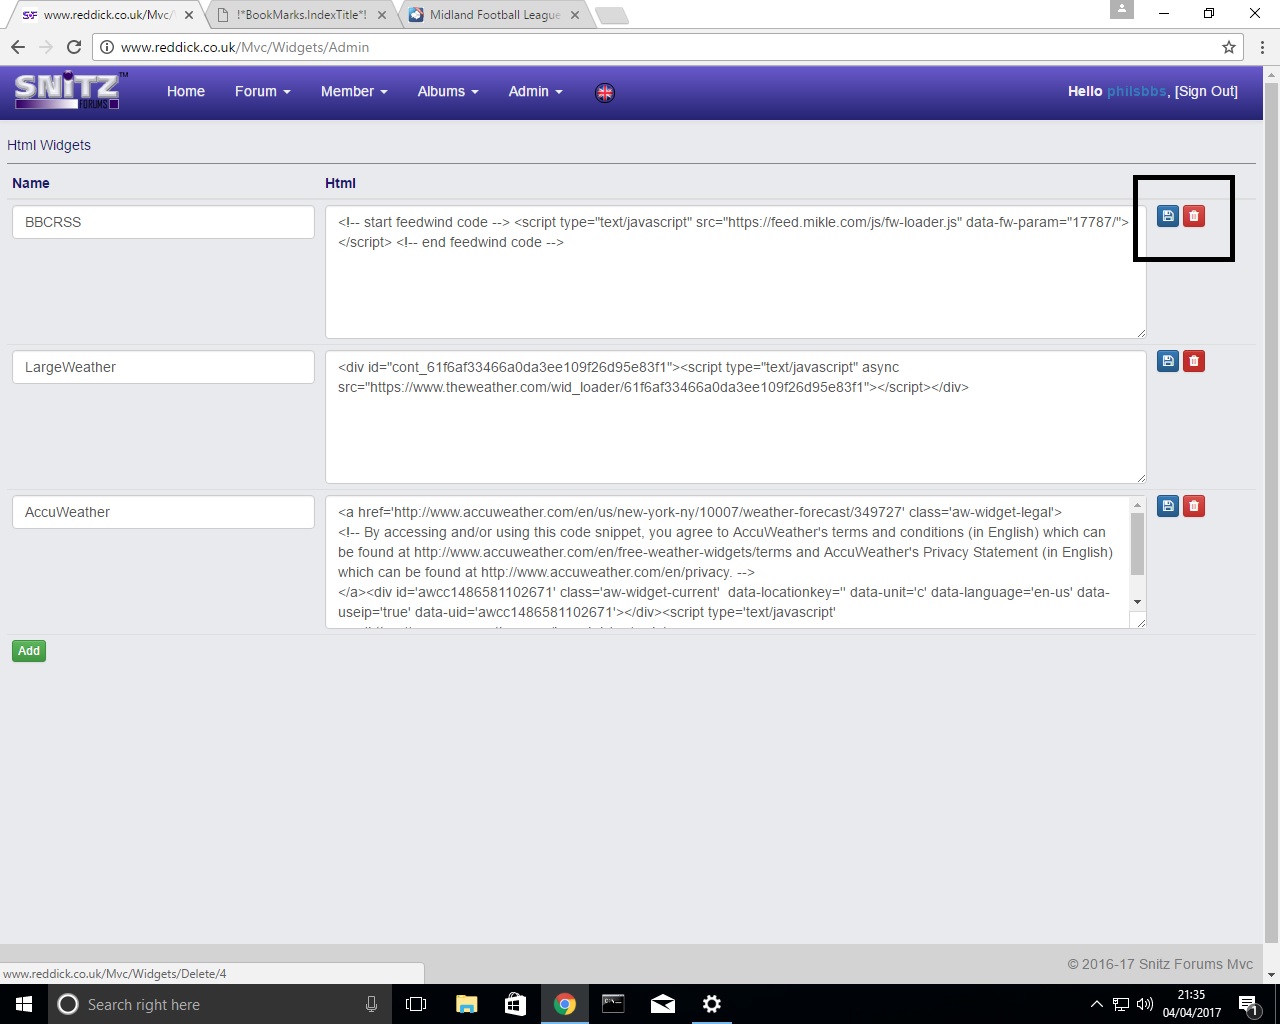 www.reddick.co.uk/Mvc/
!*BookMarks.IndexTitle*!
Midland Football League
www.reddick.co.uk/Mvc/Widgets/Admin
SNiTZ™
FORUMS
Home
Forum
Member
Albums
Admin
Hello philsbbs, [Sign Out]
Html Widgets
Name
Html
BBCRSS
<!-- start feedwind code --> <script type="text/javascript" src="https://feed.mikle.com/js/fw-loader.js" data-fw-param="17787/">
</script> <!-- end feedwind code -->
LargeWeather
<div id="cont_61f6af33466a0da3ee109f26d95e83f1"><script type="text/javascript" async
src="https://www.theweather.com/wid_loader/61f6af33466a0da3ee109f26d95e83f1"></script></div>
AccuWeather
<a href='http://www.accuweather.com/en/us/new-york-ny/10007/weather-forecast/349727' class='aw-widget-legal'>
<!-- By accessing and/or using this code snippet, you agree to AccuWeather's terms and conditions (in English) which can
be found at http://www.accuweather.com/en/free-weather-widgets/terms and AccuWeather's Privacy Statement (in English)
which can be found at http://www.accuweather.com/en/privacy. -->
</a><div id='awcc1486581102671' class='aw-widget-current'  data-locationkey='' data-unit='c' data-language='en-us' data-
useip='true' data-uid='awcc1486581102671'></div><script type='text/javascript'
Add
© 2016-17 Snitz Forums Mvc
www.reddick.co.uk/Mvc/Widgets/Delete/4
Search right here
21:35
04/04/2017
1